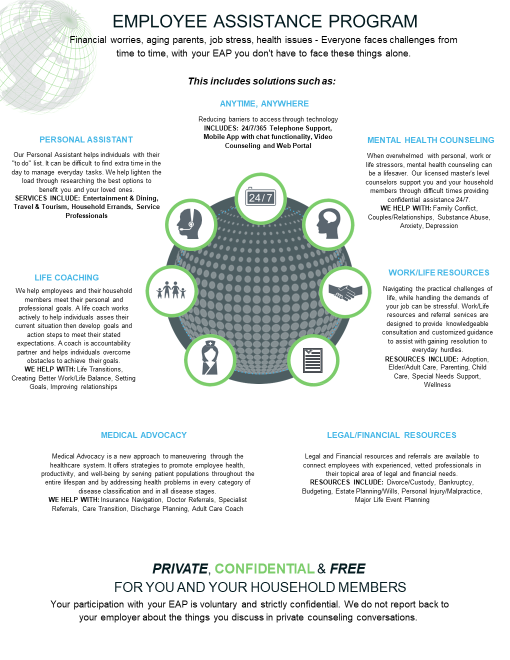 EMPLOYEE ASSISTANCE PROGRAM
Financial worries, aging parents, job stress, health issues - Everyone faces challenges from
time to time, with your EAP you don't have to face these things alone.
This includes solutions such as:
ANYTIME, ANYWHERE
Reducing barriers to access through technology
INCLUDES: 24/7/365 Telephone Support,
Mobile App with chat functionality, Video
Counseling and Web Portal
PERSONAL ASSISTANT
Our Personal Assistant helps individuals with their
"to do" list. It can be difficult to find extra time in the
day to manage everyday tasks. We help lighten the
load through researching the best options to
benefit you and your loved ones.
SERVICES INCLUDE: Entertainment & Dining,
Travel & Tourism, Household Errands, Service
Professionals
MENTAL HEALTH COUNSELING
When overwhelmed with personal, work or
life stressors, mental health counseling can
be a lifesaver. Our licensed master's level
counselors support you and your household
members through difficult times providing
confidential assistance 24/7.
WE HELP WITH: Family Conflict,
Couples/Relationships, Substance Abuse,
Anxiety, Depression
24/7
LIFE COACHING
We help employees and their household
members meet their personal and
professional goals. A life coach works
actively to help individuals asses their
current situation then develop goals and
action steps to meet their stated
expectations. A coach is accountability
partner and helps individuals overcome
obstacles to achieve their goals.
WE HELP WITH: Life Transitions,
Creating Better Work/Life Balance, Setting
Goals, Improving relationships
WORK/LIFE RESOURCES
Navigating the practical challenges of
life, while handling the demands of
your job can be stressful. Work/Life
resources and referral services are
designed to provide knowledgeable
consultation and customized guidance
to assist with gaining resolution to
everyday hurdles.
RESOURCES INCLUDE: Adoption,
Elder/Adult Care, Parenting, Child
Care, Special Needs Support,
Wellness
MEDICAL ADVOCACY
Medical Advocacy is a new approach to maneuvering through the
healthcare system. It offers strategies to promote employee health,
productivity, and well-being by serving patient populations throughout the
entire lifespan and by addressing health problems in every category of
disease classification and in all disease stages.
WE HELP WITH: Insurance Navigation, Doctor Referrals, Specialist
Referrals, Care Transition, Discharge Planning, Adult Care Coach
LEGAL/FINANCIAL RESOURCES
Legal and Financial resources and referrals are available to
connect employees with experienced, vetted professionals in
their topical area of legal and financial needs.
RESOURCES INCLUDE: Divorce/Custody, Bankruptcy,
Budgeting, Estate Planning/Wills, Personal Injury/Malpractice,
Major Life Event Planning
PRIVATE, CONFIDENTIAL & FREE
FOR YOU AND YOUR HOUSEHOLD MEMBERS
Your participation with your EAP is voluntary and strictly confidential. We do not report back to
your employer about the things you discuss in private counseling conversations.